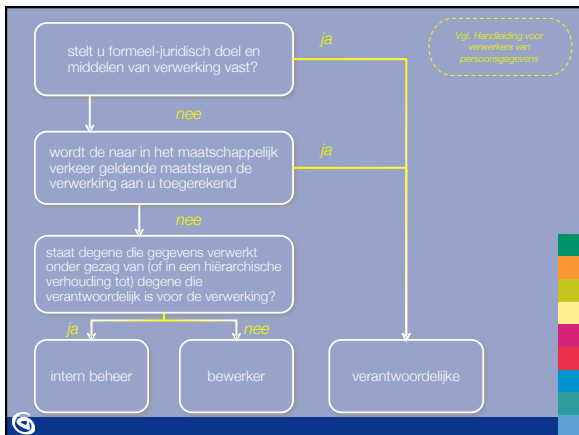 stelt u formeel-juridisch doel en
middelen van verwerking vast?
ja
Vgl. Handleiding voor
verwerkers van
persoonsgegevens
nee
wordt de naar in het maatschappelijk
verkeer geldende maatstaven de
verwerking aan u toegerekend
ja
nee
staat degene die gegevens verwerkt
onder gezag van (of in een hiërarchische
verhouding tot) degene die
verantwoordelijk is voor de verwerking?
ja
nee
intern beheer
bewerker
verantwoordelijke